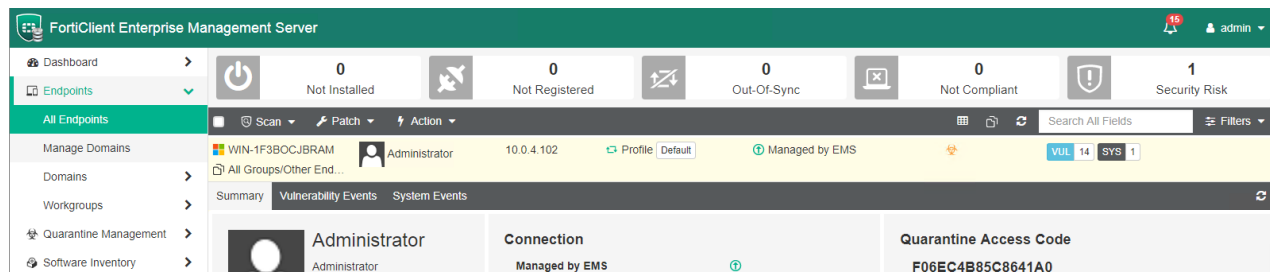 FortiClient Enterprise Management Server
15
admin
Dashboard
Endpoints
All Endpoints
Manage Domains
Domains
Workgroups
Quarantine Management
Software Inventory
0
Not Installed
0
Not Registered
0
Out-Of-Sync
0
Not Compliant
1
Security Risk
Scan Patch Action Search All Fields Filters
WIN-1F3BOCJBRAM Administrator 10.0.4.102 Profile Default Managed by EMS VUL 14 SYS 1
All Groups/Other End...
Summary Vulnerability Events System Events
Administrator
Administrator
Connection
Managed by EMS
Quarantine Access Code
F06EC4B85C8641A0